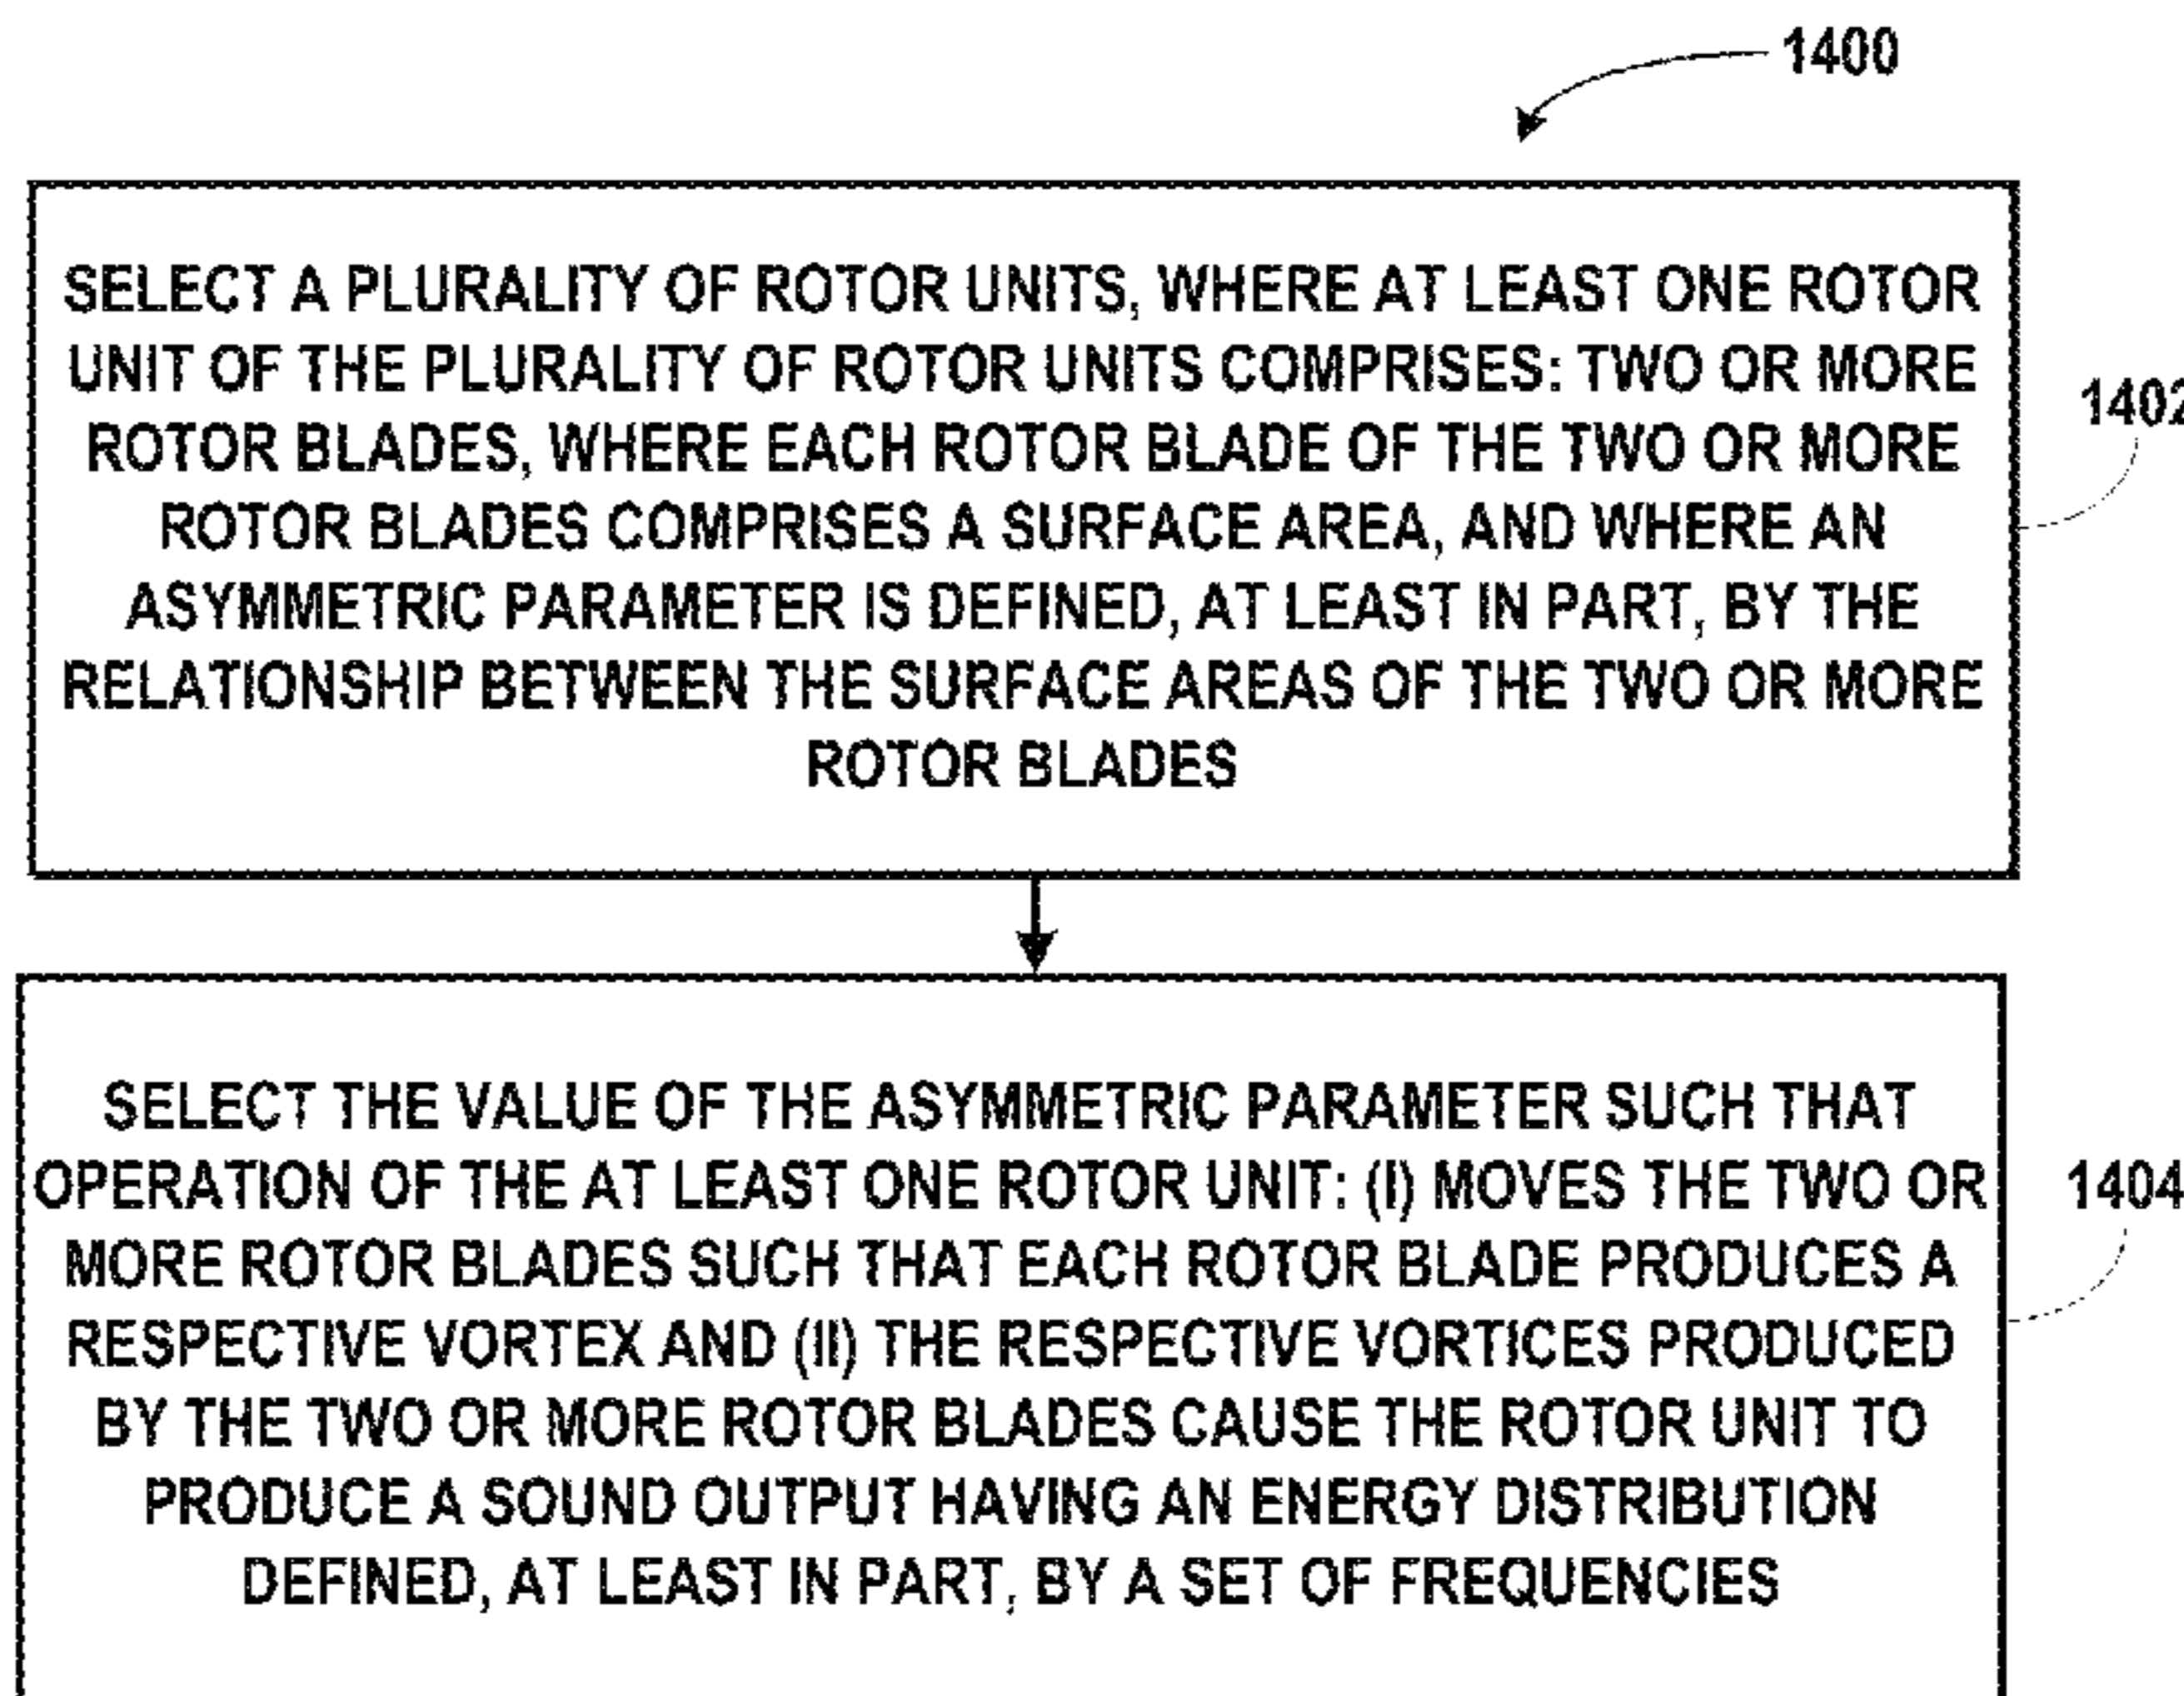 1400
SELECT A PLURALITY OF ROTOR UNITS, WHERE AT LEAST ONE ROTOR
UNIT OF THE PLURALITY OF ROTOR UNITS COMPRISES: TWO OR MORE
ROTOR BLADES, WHERE EACH ROTOR BLADE OF THE TWO OR MORE
ROTOR BLADES COMPRISES A SURFACE AREA, AND WHERE AN
ASYMMETRIC PARAMETER IS DEFINED, AT LEAST IN PART, BY THE
RELATIONSHIP BETWEEN THE SURFACE AREAS OF THE TWO OR MORE
ROTOR BLADES
1402
SELECT THE VALUE OF THE ASYMMETRIC PARAMETER SUCH THAT
OPERATION OF THE AT LEAST ONE ROTOR UNIT: (I) MOVES THE TWO OR
MORE ROTOR BLADES SUCH THAT EACH ROTOR BLADE PRODUCES A
RESPECTIVE VORTEX AND (II) THE RESPECTIVE VORTICES PRODUCED
BY THE TWO OR MORE ROTOR BLADES CAUSE THE ROTOR UNIT TO
PRODUCE A SOUND OUTPUT HAVING AN ENERGY DISTRIBUTION
DEFINED, AT LEAST IN PART, BY A SET OF FREQUENCIES
1404